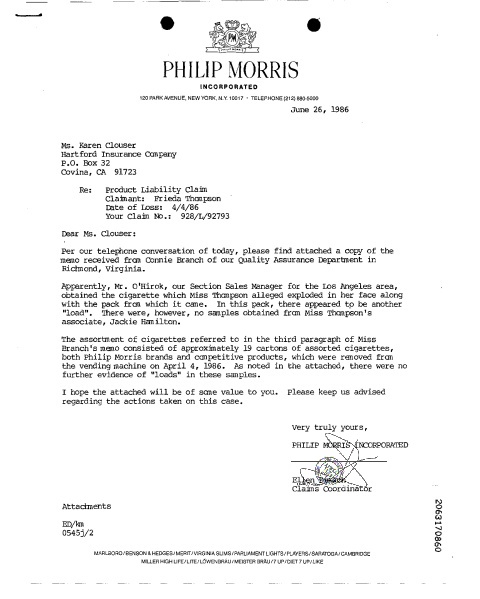 PM
PHILIP MORRIS
INCORPORATED
120 PARK AVENUE, NEW YORK, N.Y. 10017 · TELEPHONE (212) 880-5000
June 26, 1986
Ms. Karen Clouser
Hartford Insurance Company
P.O. Box 32
Covina, CA 91723
Re: Product Liability Claim
Claimant: Frieda Thompson
Date of Loss: 4/4/86
Your Claim No.: 928/L/92793
Dear Ms. Clouser:
Per our telephone conversation of today, please find attached a copy of the
memo received from Connie Branch of our Quality Assurance Department in
Richmond, Virginia.
Apparently, Mr. O'Hirok, our Section Sales Manager for the Los Angeles area,
obtained the cigarette which Miss Thompson alleged exploded in her face along
with the pack from which it came. In this pack, there appeared to be another
"load". There were, however, no samples obtained from Miss Thompson's
associate, Jackie Hamilton.
The assortment of cigarettes referred to in the third paragraph of Miss
Branch's memo consisted of approximately 19 cartons of assorted cigarettes,
both Philip Morris brands and competitive products, which were removed from
the vending machine on April 4, 1986. As noted in the attached, there were no
further evidence of "loads" in these samples.
I hope the attached will be of some value to you. Please keep us advised
regarding the actions taken on this case.
Very truly yours,
PHILIP MORRIS INCORPORATED
Ellen
Claims Coordinator
Attachments
ED/km
0545j/2
2063170860
MARLBORO/BENSON & HEDGES/MERIT/VIRGINIA SLIMS/PARLIAMENT LIGHTS/PLAYERS/SARATOGA/CAMBRIDGE
MILLER HIGH LIFE/LITE/LÖWENBRÄU/MEISTER BRÄU/7 UP/DIET 7 UP/LIKE